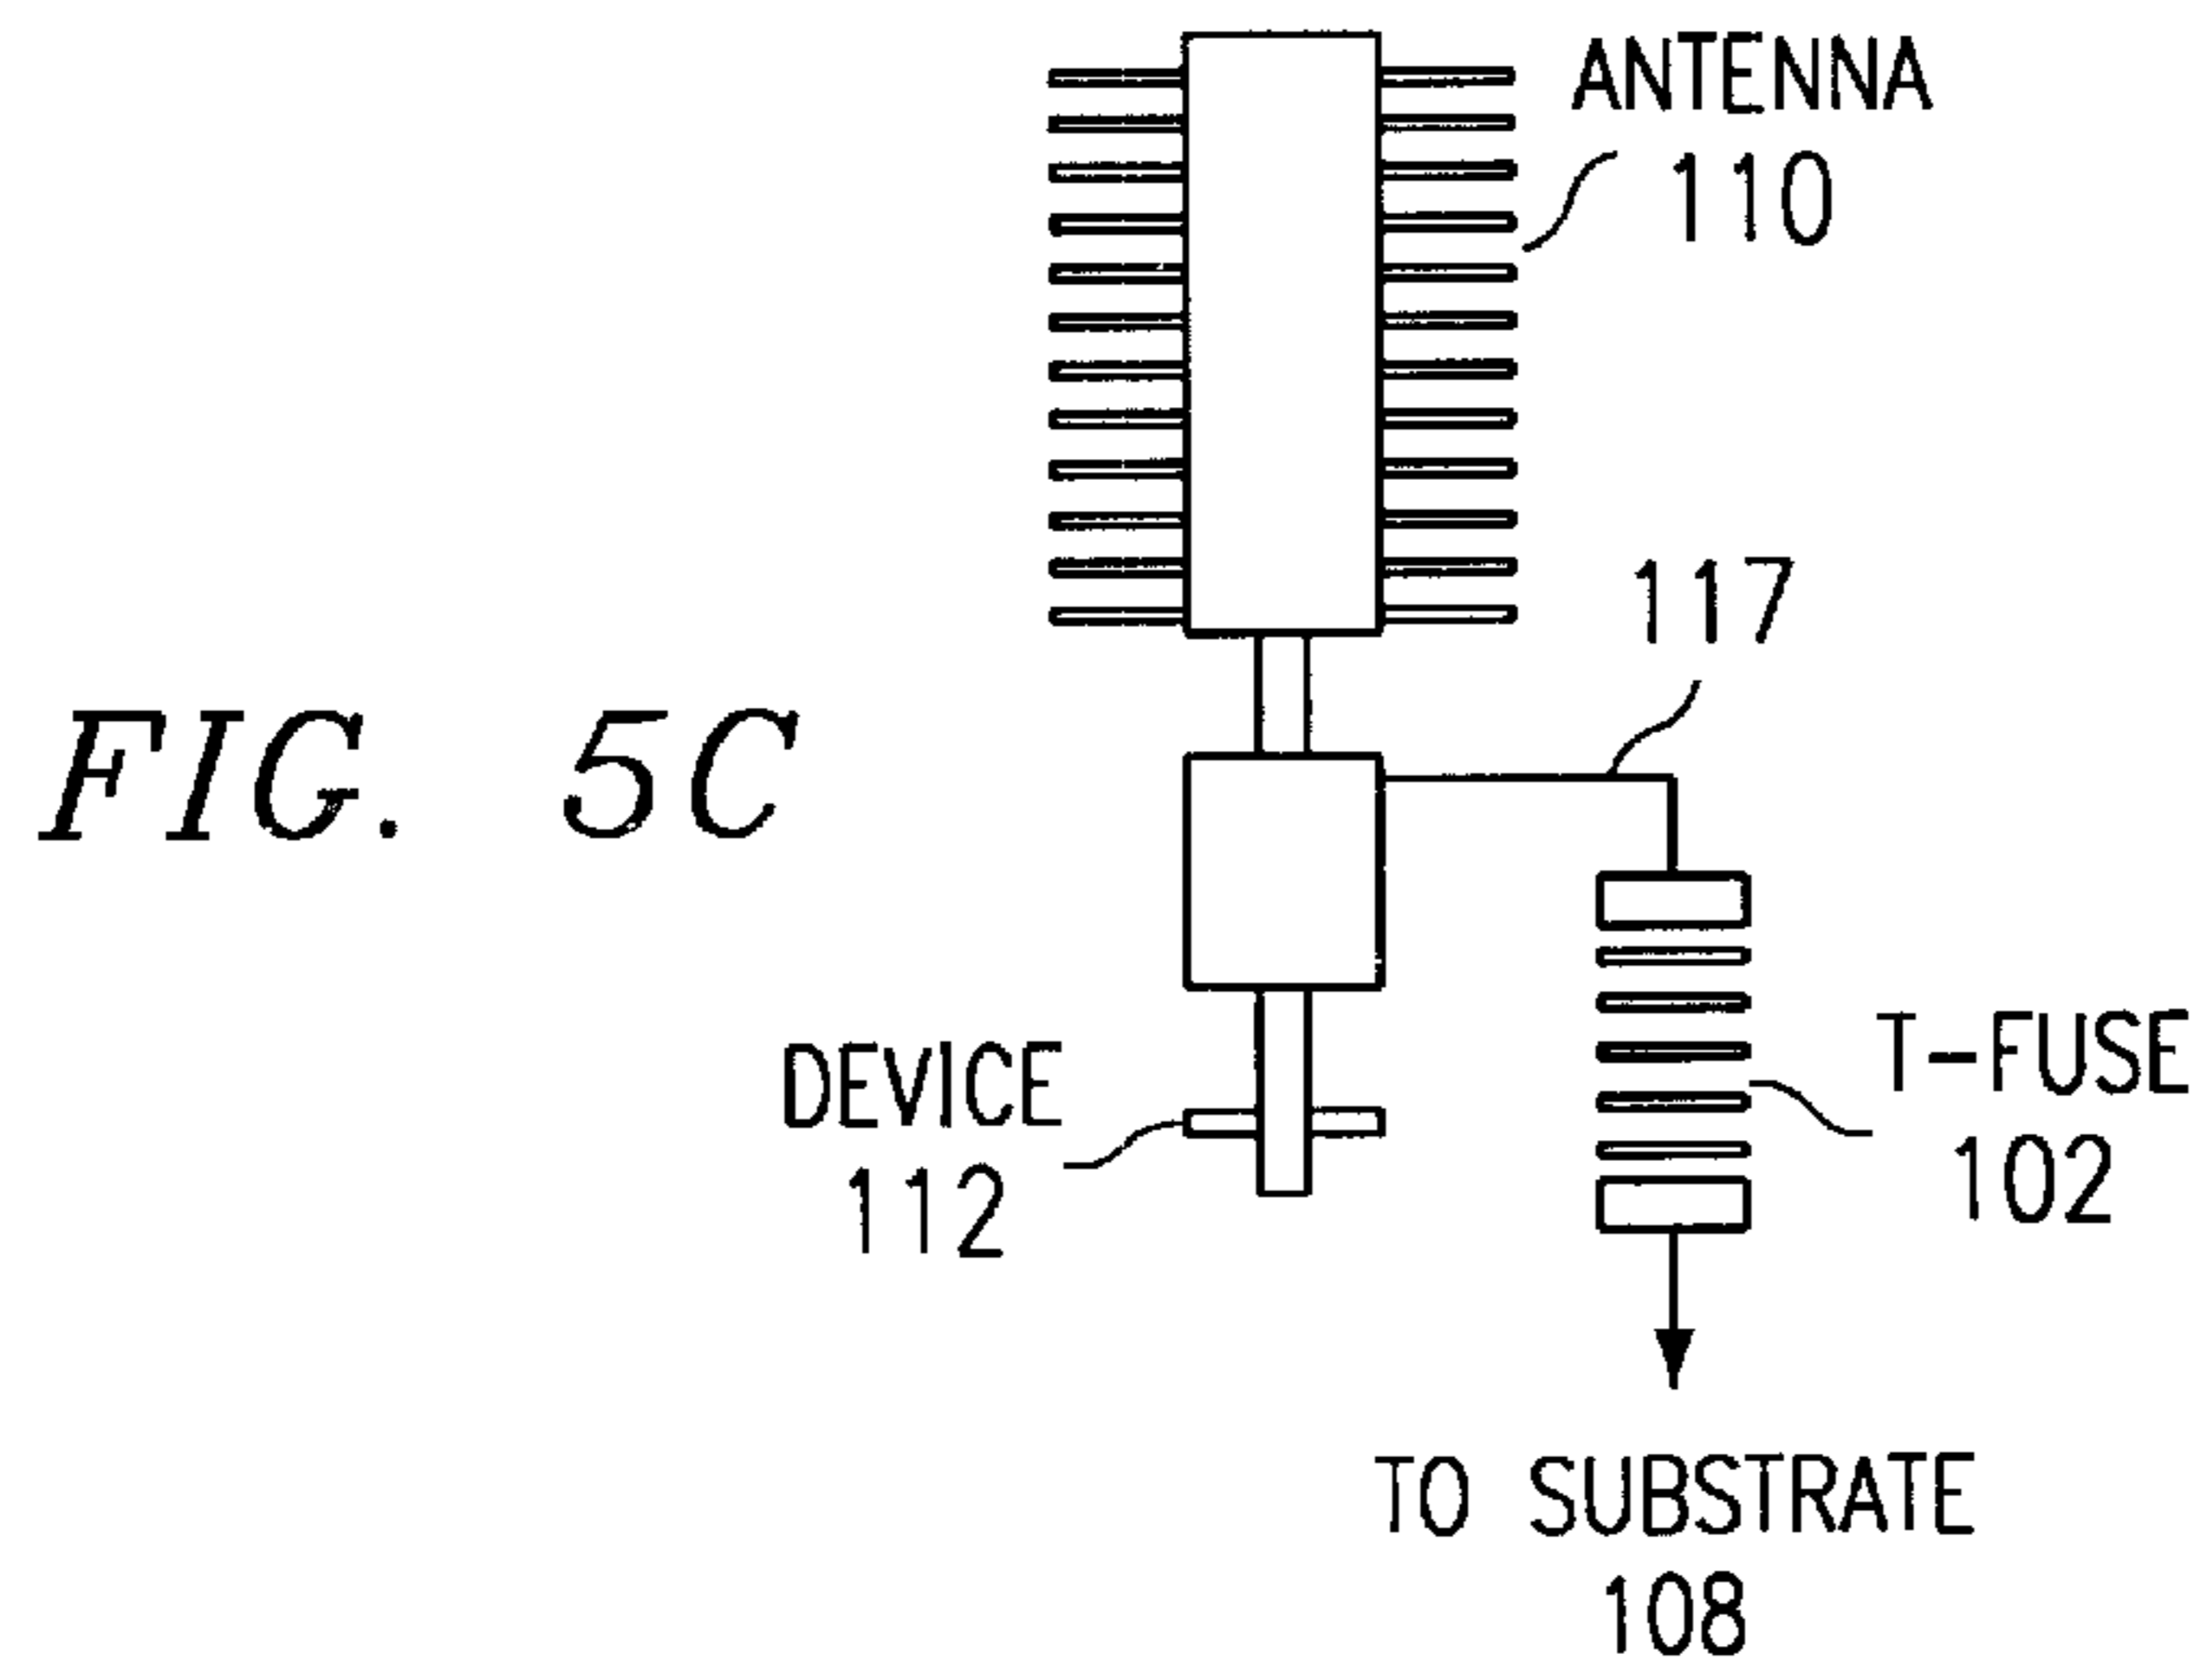 ANTENNA
110
117
FIG. 5C
DEVICE
112
T-FUSE
102
TO SUBSTRATE
108